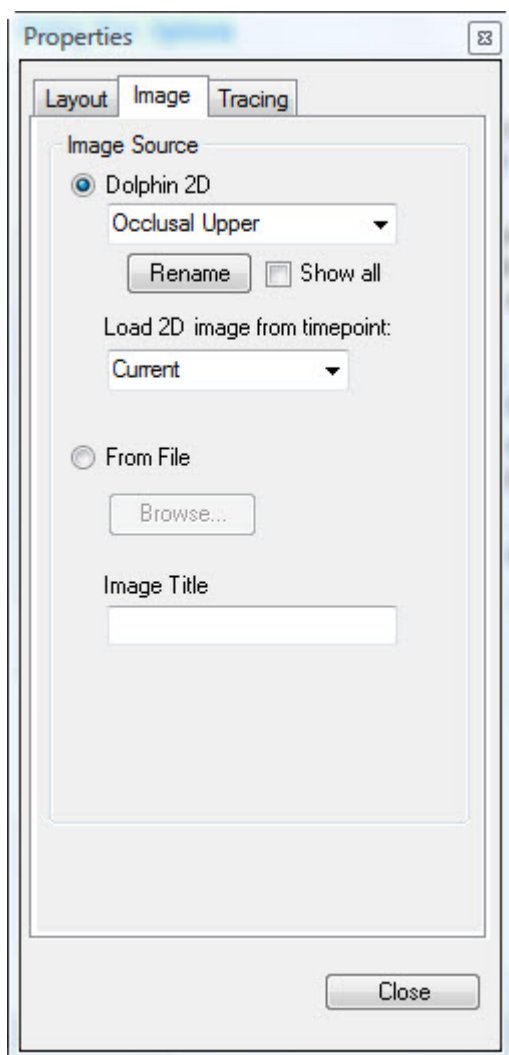 Properties
Layout Image Tracing
Image Source
Dolphin 2D
Occlusal Upper
Rename Show all
Load 2D image from timepoint:
Current
From File
Browse...
Image Title
Close